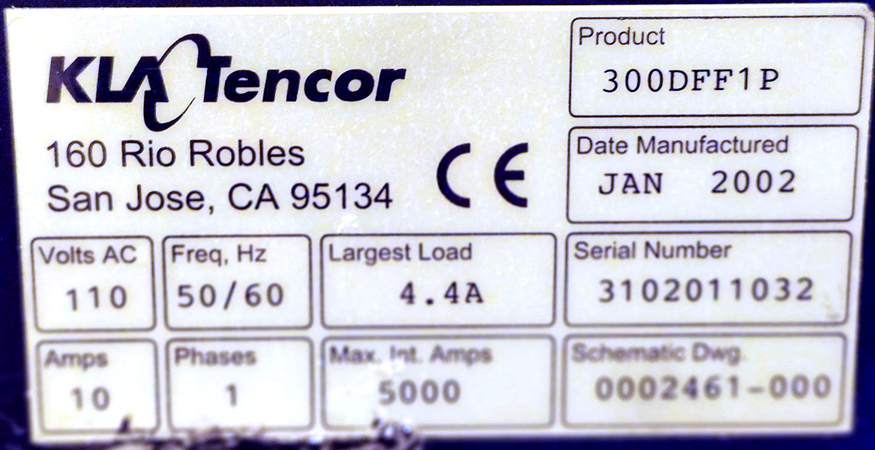 KLA Tencor
160 Rio Robles
San Jose, CA 95134
CE
Product
300DFF1P
Date Manufactured
JAN 2002
Volts AC
110
Freq, Hz
50/60
Largest Load
4.4A
Serial Number
3102011032
Amps
10
Phases
1
Max. Int. Amps
5000
Schematic Dwg.
0002461-000